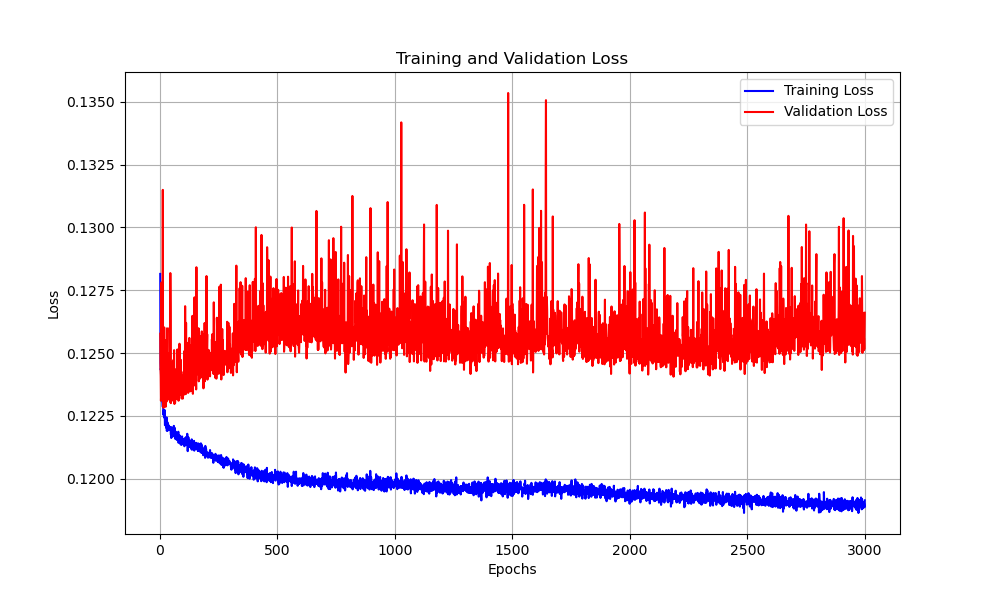 Training and Validation Loss
Training Loss
Validation Loss
0.1350
0.1325
0.1300
0.1275
0.1250
0.1225
0.1200
Loss
0 500 1000 1500 2000 2500 3000
Epochs